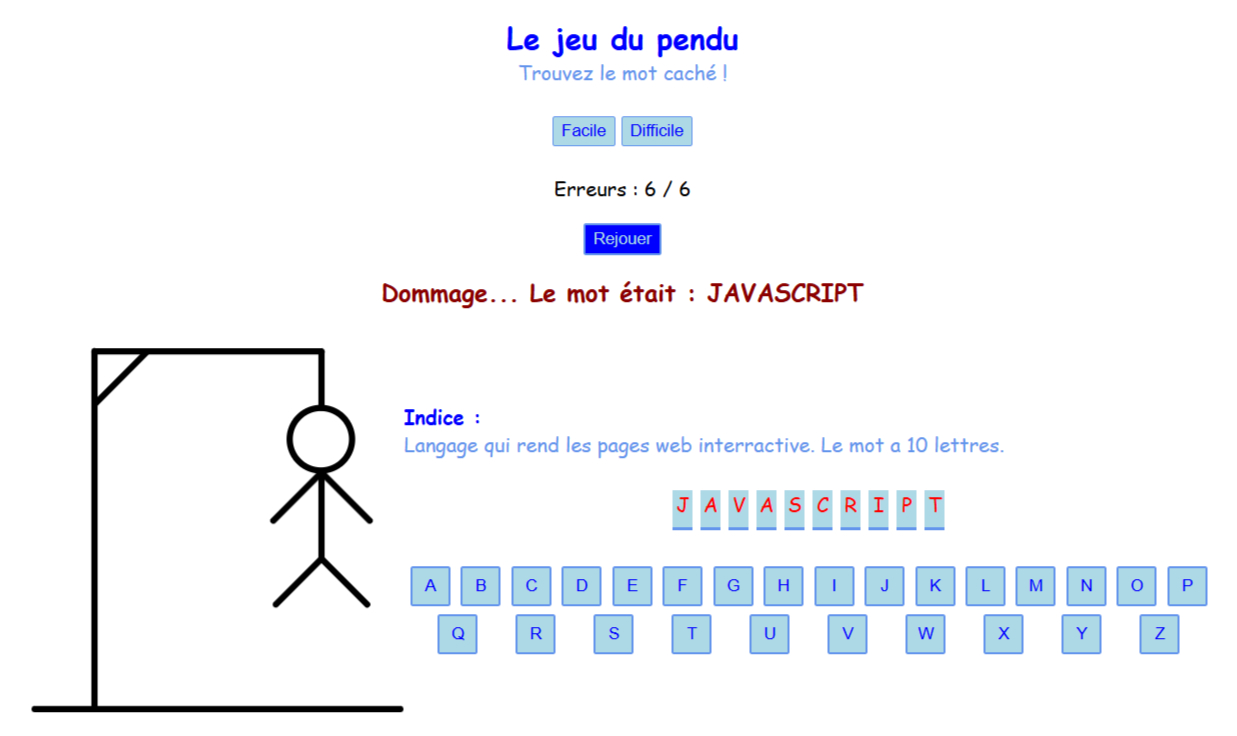 Le jeu du pendu
Trouvez le mot caché !
Facile Difficile
Erreurs : 6 / 6
Rejouer
Dommage... Le mot était : JAVASCRIPT
Indice :
Langage qui rend les pages web interractive. Le mot a 10 lettres.
J A V A S C R I P T
A B C D E F G H I J K L M N O P
Q R S T U V W X Y Z